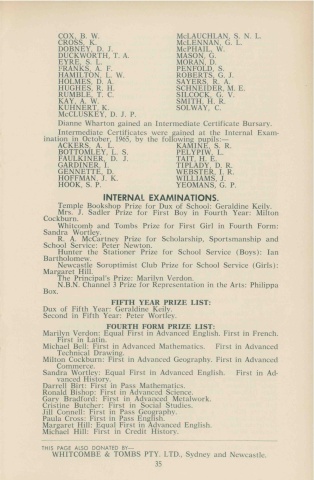 COX, B. W.
CROSS, K.
DOBNEY, D. J.
DUCKWORTH, T. A.
EYRE, S. L.
FRANKS, A. F.
HAMILTON, L. W.
HOLMES, D. A.
HUGHES, R. H.
RUMBLE, T. C.
KAY, A. W.
KUHNERT, K.
McCLUSKEY, D. J. P.
McLAUCHLAN, S. N. L.
McLENNAN, G. L.
McPHAIL, W.
MASON, G.
MORAN, D.
PENFOLD, S.
ROBERTS, G. J.
SAYERS, R. A.
SCHNEIDER, M. E.
SILCOCK, G. V.
SMITH, H. R.
SOLWAY, C.
Dianne Wharton gained an Intermediate Certificate Bursary.
Intermediate Certificates were gained at the Internal Exam-
ination in October, 1965, by the following pupils:—
ACKERS, A. L.
BOTTOMLEY, L. S.
FAULKINER, D. J.
GARDINER, I.
GENNETTE, D.
HOFFMAN, J. K.
HOOK, S. P.
KAMINE, S. R.
PELYPIW, L.
TAIT, H. E.
TIPLADY, D. R.
WEBSTER, I. R.
WILLIAMS, J.
YEOMANS, G. P.
INTERNAL EXAMINATIONS.
Temple Bookshop Prize for Dux of School: Geraldine Keily.
Mrs. J. Sadler Prize for First Boy in Fourth Year: Milton
Cockburn.
Whitcomb and Tombs Prize for First Girl in Fourth Form:
Sandra Wortley.
R. A. McCartney Prize for Scholarship, Sportsmanship and
School Service: Peter Newton.
Hunter the Stationer Prize for School Service (Boys): Ian
Bartholomew.
Newcastle Soroptimist Club Prize for School Service (Girls):
Margaret Hill.
The Principal's Prize: Marilyn Verdon.
N.B.N. Channel 3 Prize for Representation in the Arts: Philippa
Box.
FIFTH YEAR PRIZE LIST:
Dux of Fifth Year: Geraldine Keily.
Second in Fifth Year: Peter Wortley.
FOURTH FORM PRIZE LIST:
Marilyn Verdon: Equal First in Advanced English. First in French.
First in Latin.
Michael Bell: First in Advanced Mathematics. First in Advanced
Technical Drawing.
Milton Cockburn: First in Advanced Geography. First in Advanced
Commerce.
Sandra Wortley: Equal First in Advanced English. First in Ad-
vanced History.
Darrell Birt: First in Pass Mathematics.
Ronald Bishop: First in Advanced Science.
Gary Bradford: First in Advanced Metalwork.
Cristine Butcher: First in Social Studies.
Jill Connell: First in Pass Geography.
Paula Cross: First in Pass English.
Margaret Hill: Equal First in Advanced English.
Michael Hill: First in Credit History.
THIS PAGE ALSO DONATED BY—
WHITCOMBE & TOMBS PTY. LTD., Sydney and Newcastle.
35